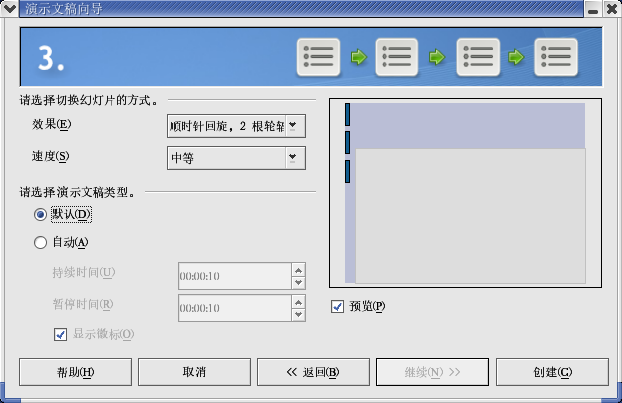 演示文稿向导
3.
请选择切换幻灯片的方式。
效果(E)
顺时针回旋，2 根轮辐
速度(S)
中等
请选择演示文稿类型。
默认(D)
自动(A)
持续时间(U)
00:00:10
暂停时间(R)
00:00:10
显示徽标(O)
预览(P)
帮助(H)
取消
<< 返回(B)
继续(N) >>
创建(C)